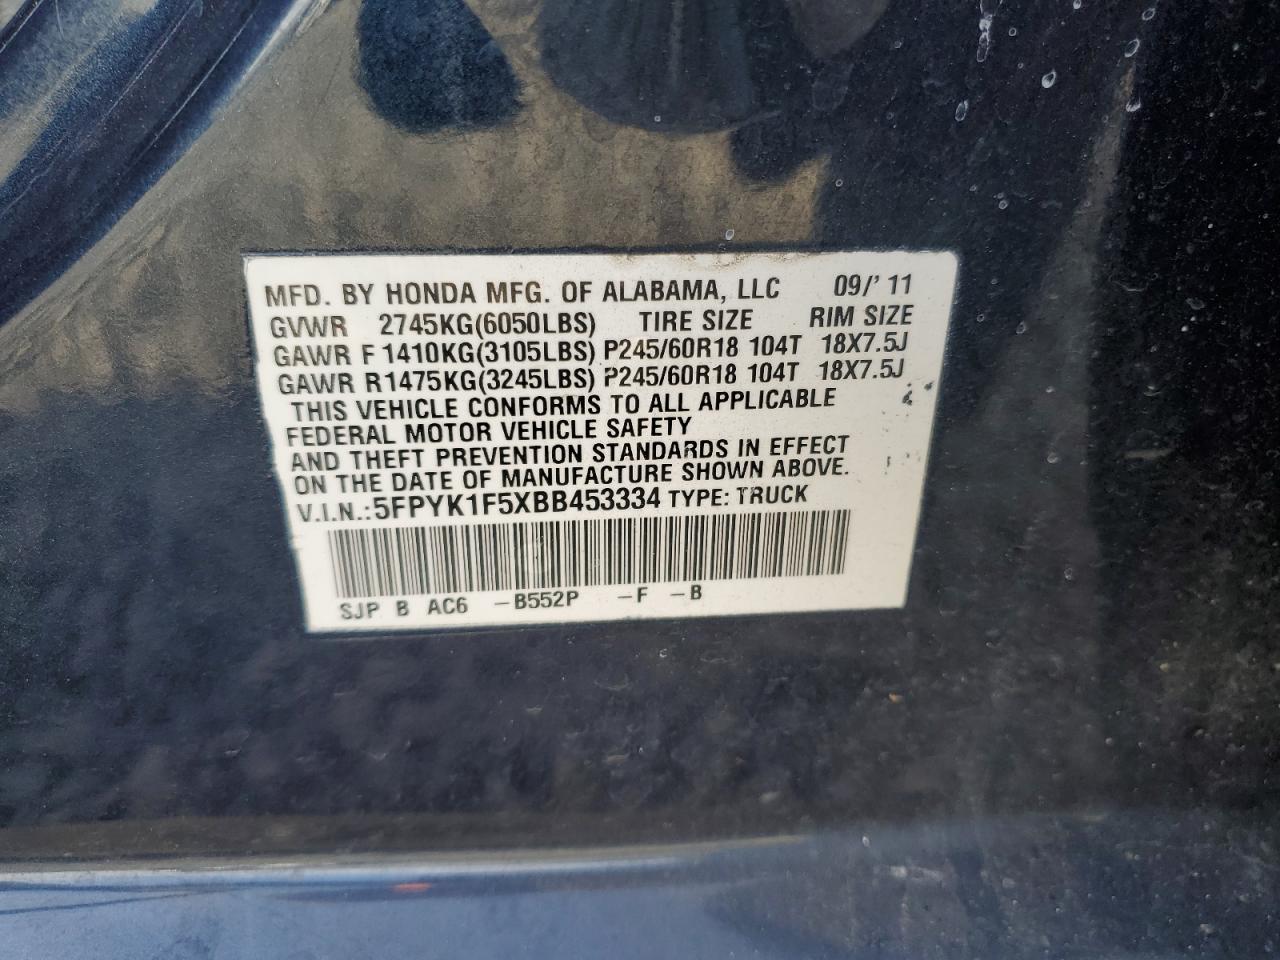 MFD. BY HONDA MFG. OF ALABAMA, LLC 09/'11
GVWR 2745KG(6050LBS) TIRE SIZE RIM SIZE
GAWR F 1410KG(3105LBS) P245/60R18 104T 18X7.5J
GAWR R1475KG(3245LBS) P245/60R18 104T 18X7.5J
THIS VEHICLE CONFORMS TO ALL APPLICABLE
FEDERAL MOTOR VEHICLE SAFETY
AND THEFT PREVENTION STANDARDS IN EFFECT
ON THE DATE OF MANUFACTURE SHOWN ABOVE.
V.I.N.:5FPYK1F5XBB453334 TYPE: TRUCK
SJP B AC6 -B552P -F -B